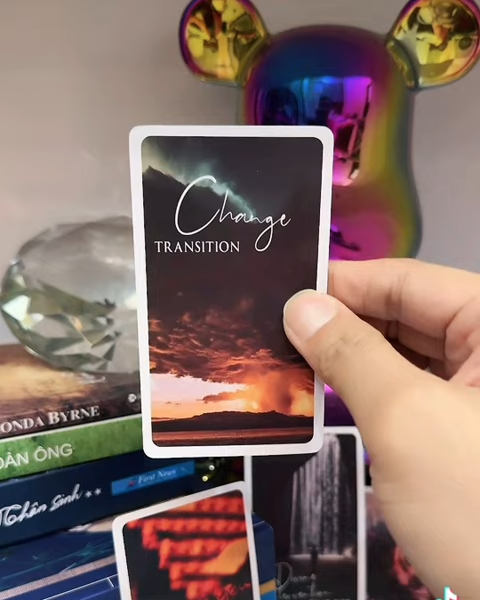 Change
TRANSITION
ONDA BYRNE
ĐÀN ÔNG
Nhân sinh
First News